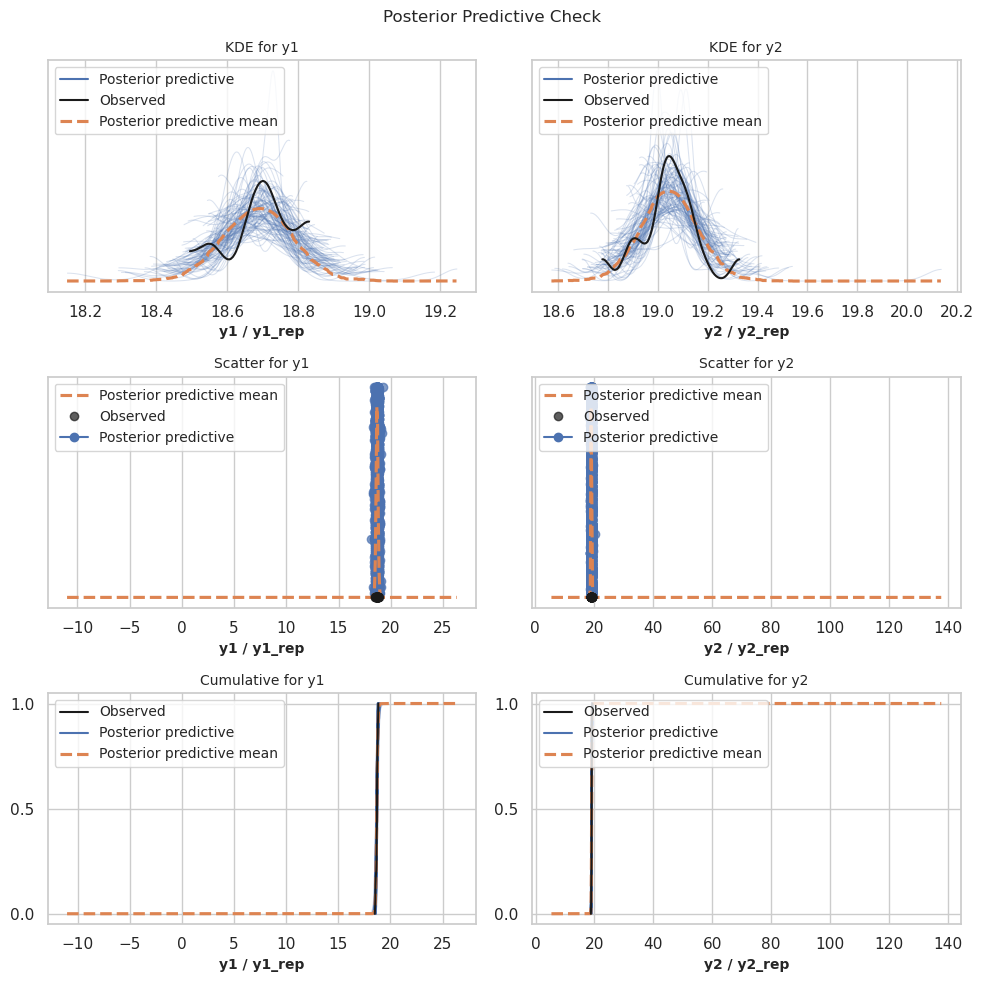 Posterior Predictive Check
KDE for y1
Posterior predictive
Observed
Posterior predictive mean
18.2 18.4 18.6 18.8 19.0 19.2
y1 / y1_rep
KDE for y2
Posterior predictive
Observed
Posterior predictive mean
18.6 18.8 19.0 19.2 19.4 19.6 19.8 20.0 20.2
y2 / y2_rep
Scatter for y1
Posterior predictive mean
Observed
Posterior predictive
−10 −5 0 5 10 15 20 25
y1 / y1_rep
Scatter for y2
Posterior predictive mean
Observed
Posterior predictive
0 20 40 60 80 100 120 140
y2 / y2_rep
Cumulative for y1
1.0
0.5
0.0
Observed
Posterior predictive
Posterior predictive mean
−10 −5 0 5 10 15 20 25
y1 / y1_rep
Cumulative for y2
1.0
0.5
0.0
Observed
Posterior predictive
Posterior predictive mean
0 20 40 60 80 100 120 140
y2 / y2_rep